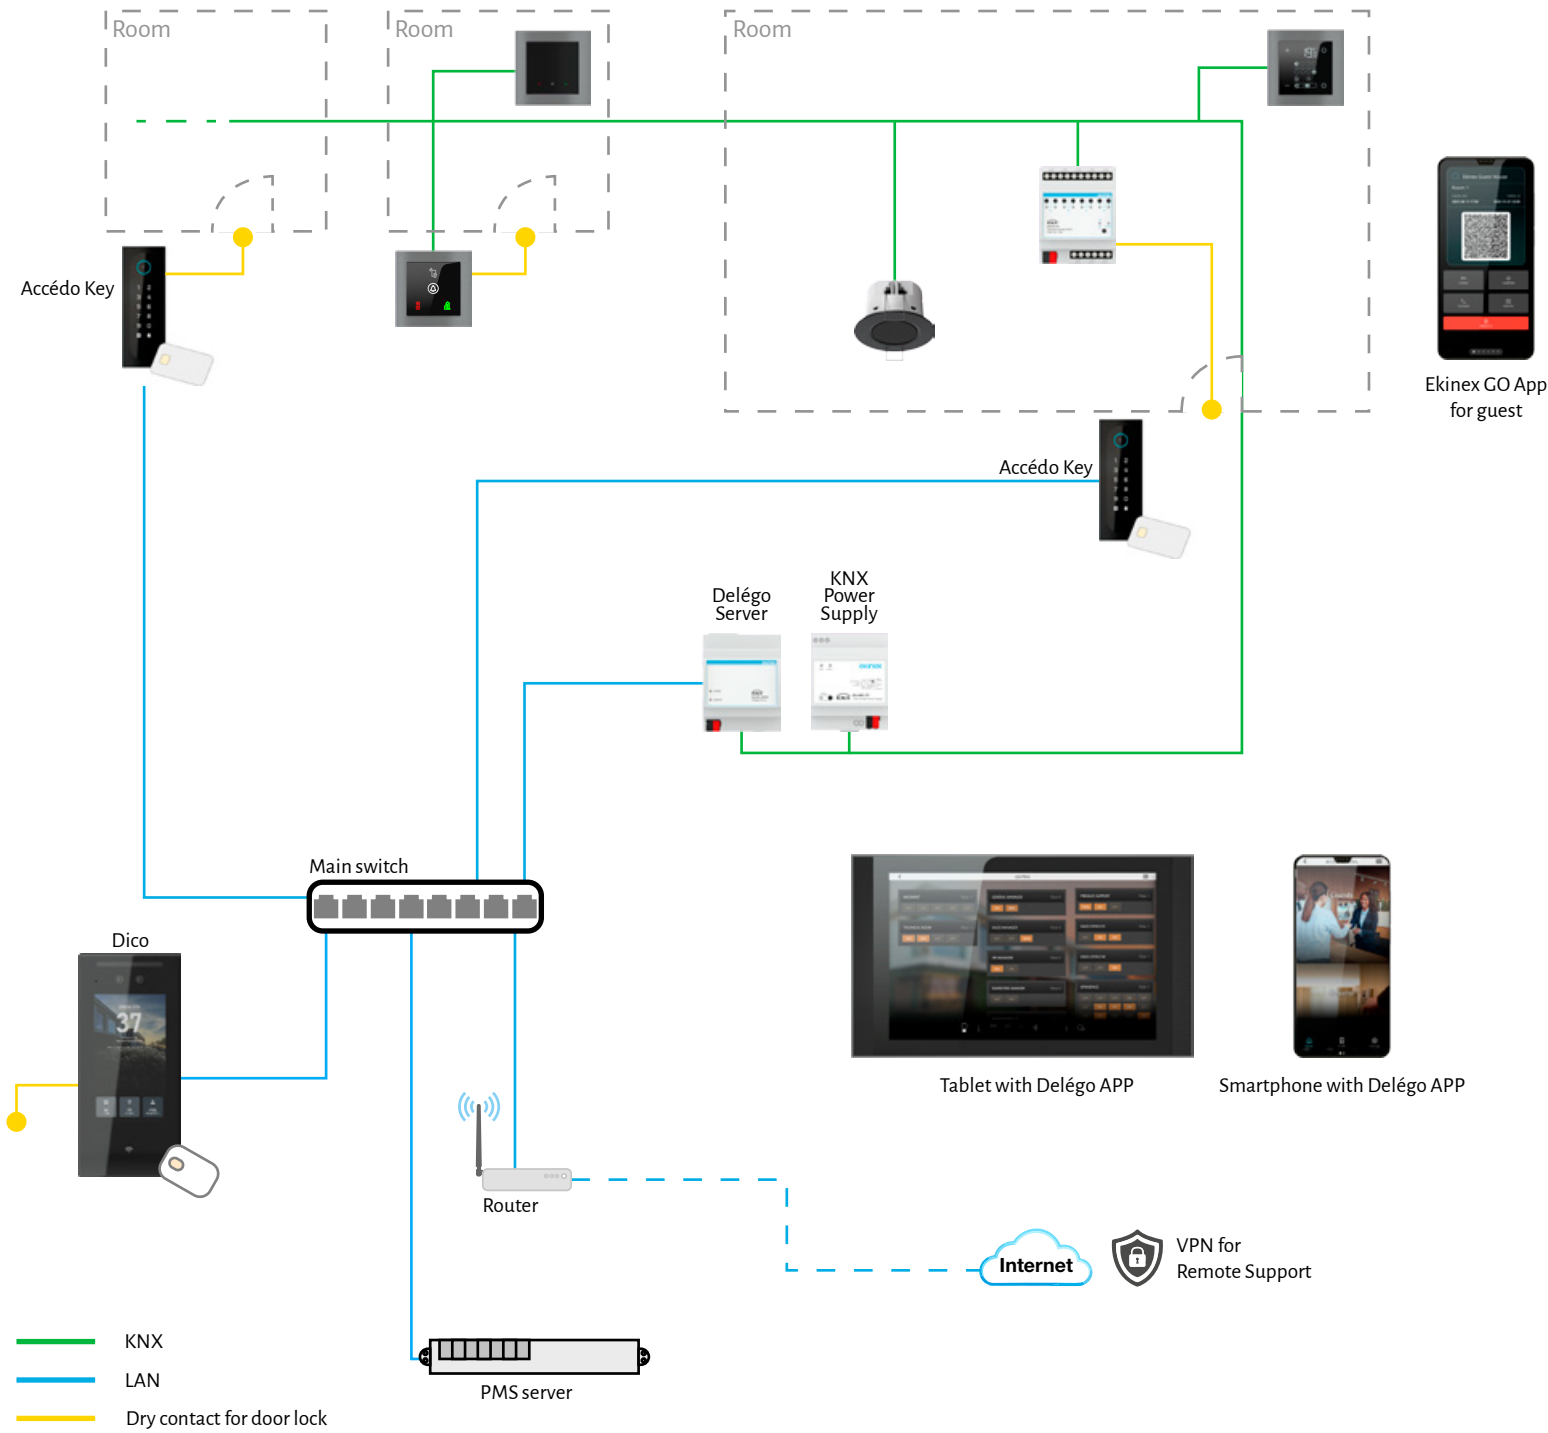 Room
Room
Room
Accédo Key
Ekinex GO App
for guest
Accédo Key
Delégo
Server
KNX
Power
Supply
Main switch
Dico
37
Tablet with Delégo APP
Smartphone with Delégo APP
Router
Internet
VPN for
Remote Support
KNX
LAN
Dry contact for door lock
PMS server